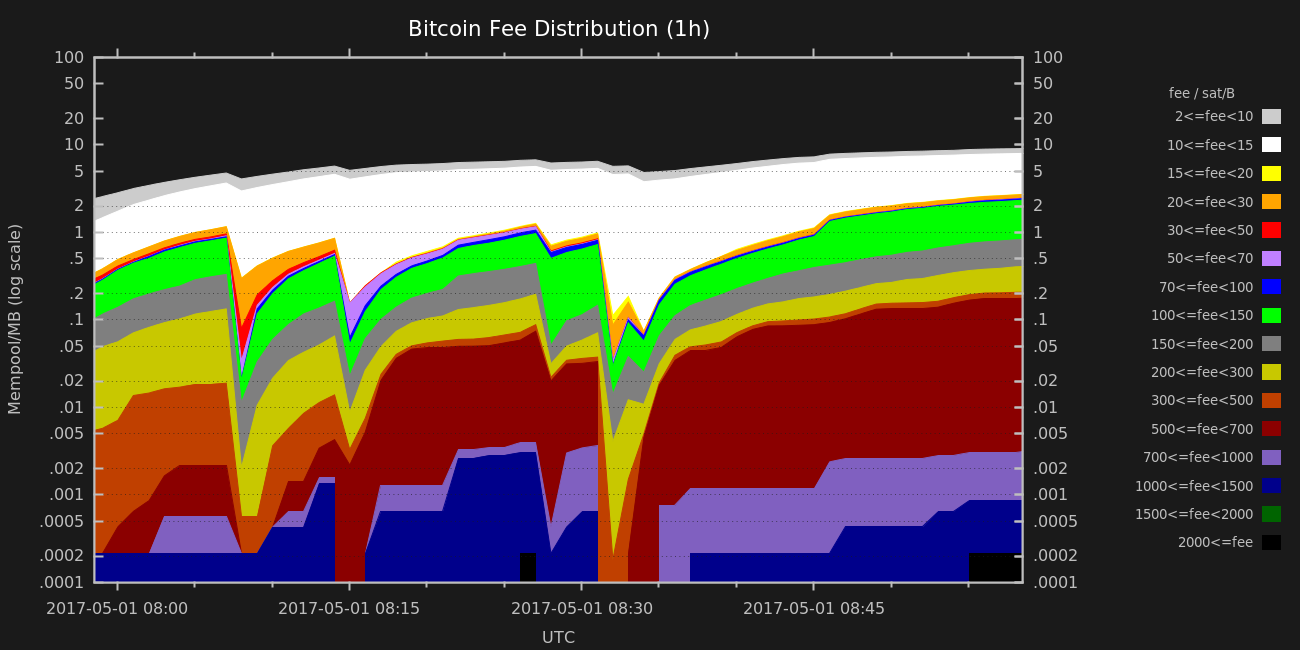 Bitcoin Fee Distribution (1h)
Mempool/MB (log scale)
100
50
20
10
5
2
1
.5
.2
.1
.05
.02
.01
.005
.002
.001
.0005
.0002
.0001
100
50
20
10
5
2
1
.5
.2
.1
.05
.02
.01
.005
.002
.001
.0005
.0002
.0001
2017-05-01 08:00
2017-05-01 08:15
2017-05-01 08:30
2017-05-01 08:45
UTC
fee / sat/B
2<=fee<10
10<=fee<15
15<=fee<20
20<=fee<30
30<=fee<50
50<=fee<70
70<=fee<100
100<=fee<150
150<=fee<200
200<=fee<300
300<=fee<500
500<=fee<700
700<=fee<1000
1000<=fee<1500
1500<=fee<2000
2000<=fee